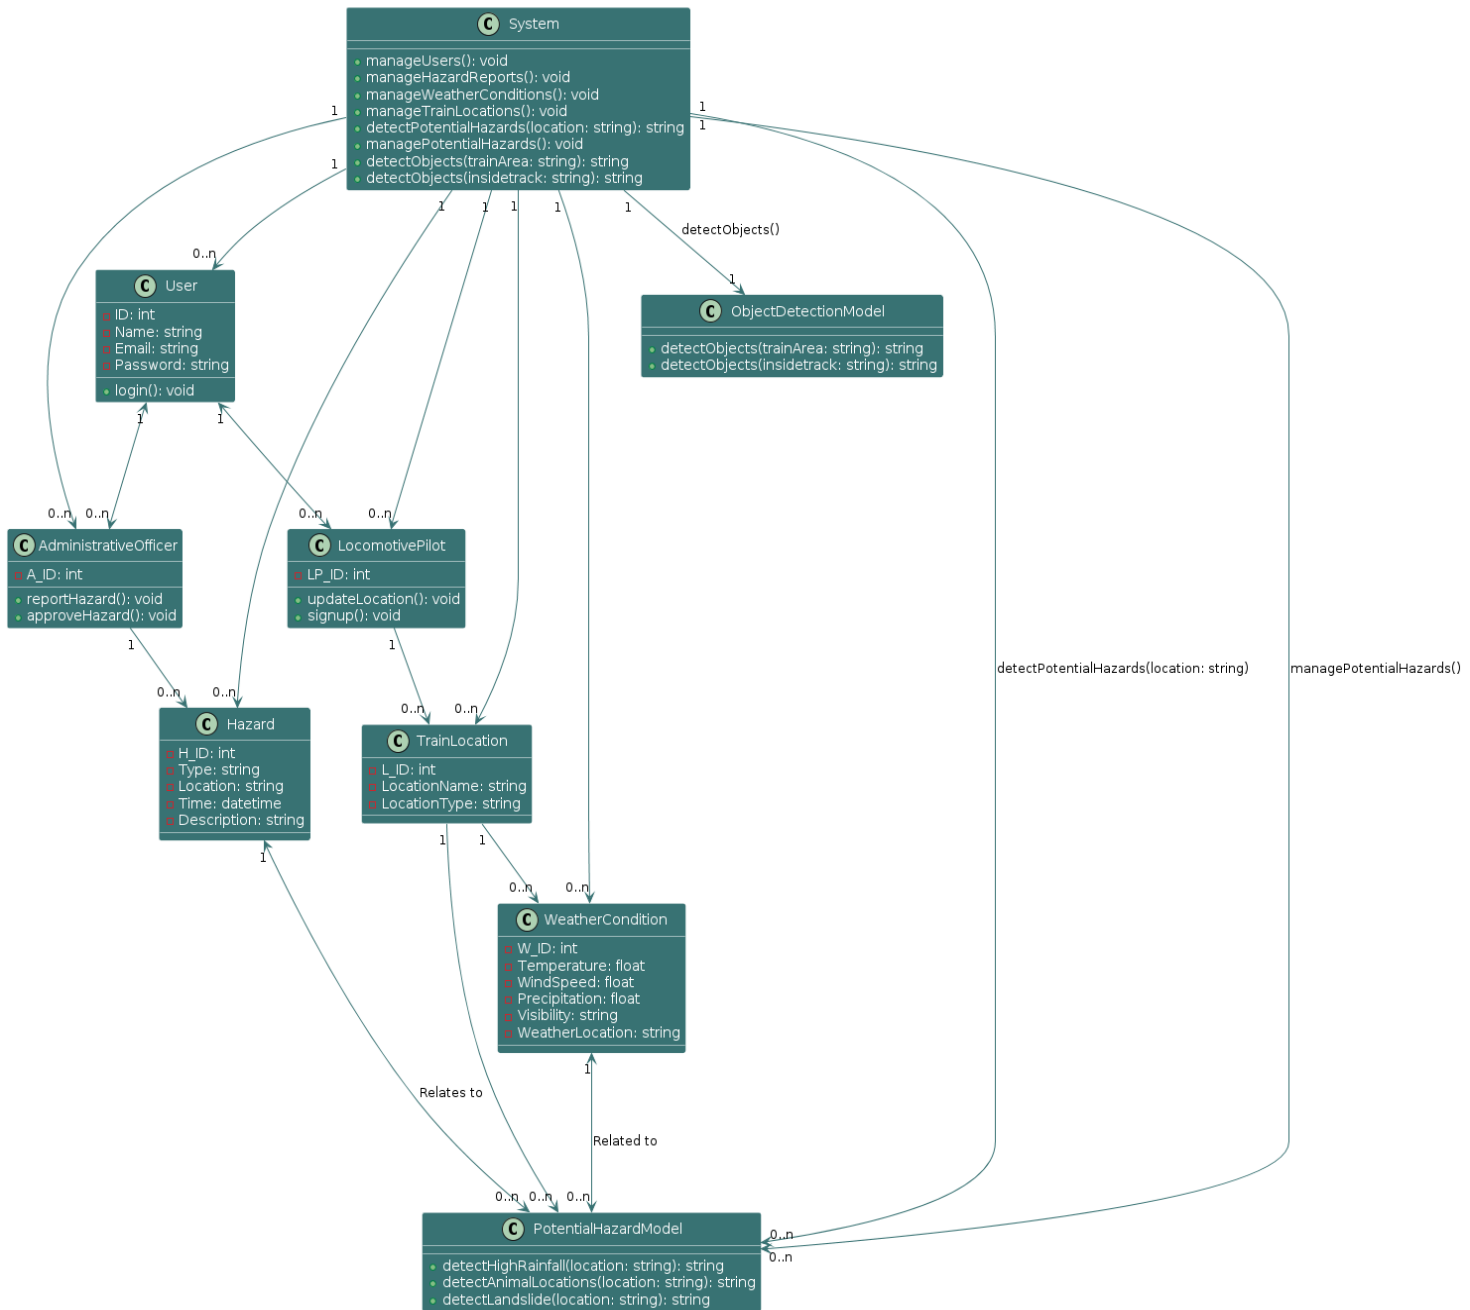 C System
manageUsers(): void
manageHazardReports(): void
manageWeatherConditions(): void
manageTrainLocations(): void
detectPotentialHazards(location: string): string
managePotentialHazards(): void
detectObjects(trainArea: string): string
detectObjects(insidetrack: string): string
1
1
1
1
1
1
1
1
1
detectObjects()
0..n
1
C User
ID: int
Name: string
Email: string
Password: string
login(): void
C ObjectDetectionModel
detectObjects(trainArea: string): string
detectObjects(insidetrack: string): string
1
1
0..n
0..n
0..n
0..n
C AdministrativeOfficer
A_ID: int
reportHazard(): void
approveHazard(): void
C LocomotivePilot
LP_ID: int
updateLocation(): void
signup(): void
1
1
detectPotentialHazards(location: string)
managePotentialHazards()
0..n
0..n
0..n
0..n
C Hazard
H_ID: int
Type: string
Location: string
Time: datetime
Description: string
C TrainLocation
L_ID: int
LocationName: string
LocationType: string
1
1
1
0..n
0..n
C WeatherCondition
W_ID: int
Temperature: float
WindSpeed: float
Precipitation: float
Visibility: string
WeatherLocation: string
1
Relates to
Related to
0..n
0..n
0..n
0..n
0..n
C PotentialHazardModel
detectHighRainfall(location: string): string
detectAnimalLocations(location: string): string
detectLandslide(location: string): string